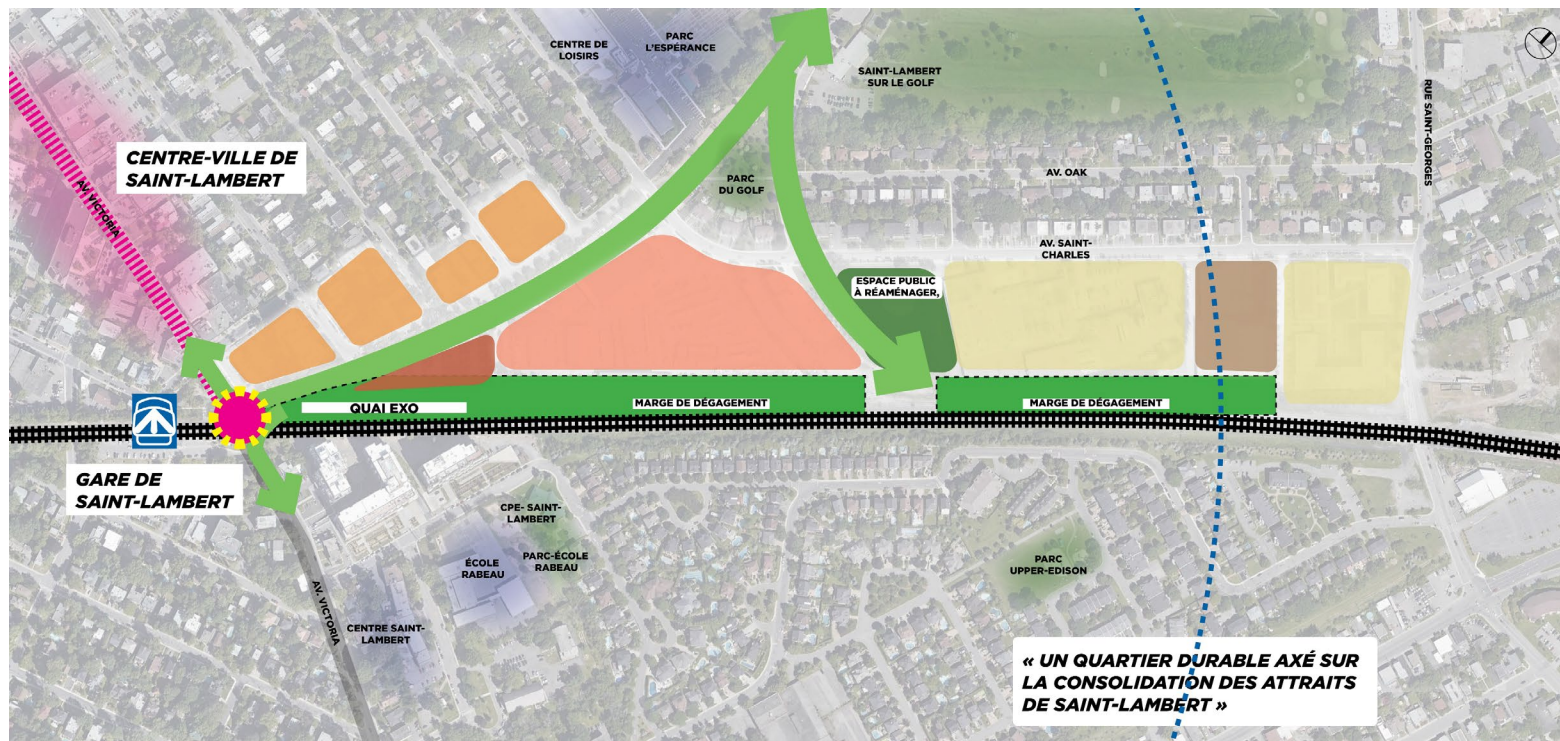 CENTRE DE
LOISIRS
PARC
L'ESPÉRANCE
SAINT-LAMBERT
SUR LE GOLF
RUE SAINT-GEORGES
CENTRE-VILLE DE
SAINT-LAMBERT
AV. VICTORIA
PARC
DU GOLF
AV. OAK
AV. SAINT-
CHARLES
ESPACE PUBLIC
À RÉAMÉNAGER,
QUAI EXO
MARGE DE DÉGAGEMENT
MARGE DE DÉGAGEMENT
GARE DE
SAINT-LAMBERT
CPE- SAINT-
LAMBERT
ÉCOLE
RABEAU
PARC-ÉCOLE
RABEAU
PARC
UPPER-EDISON
AV. VICTORIA
CENTRE SAINT-
LAMBERT
« UN QUARTIER DURABLE AXÉ SUR
LA CONSOLIDATION DES ATTRAITS
DE SAINT-LAMBERT »